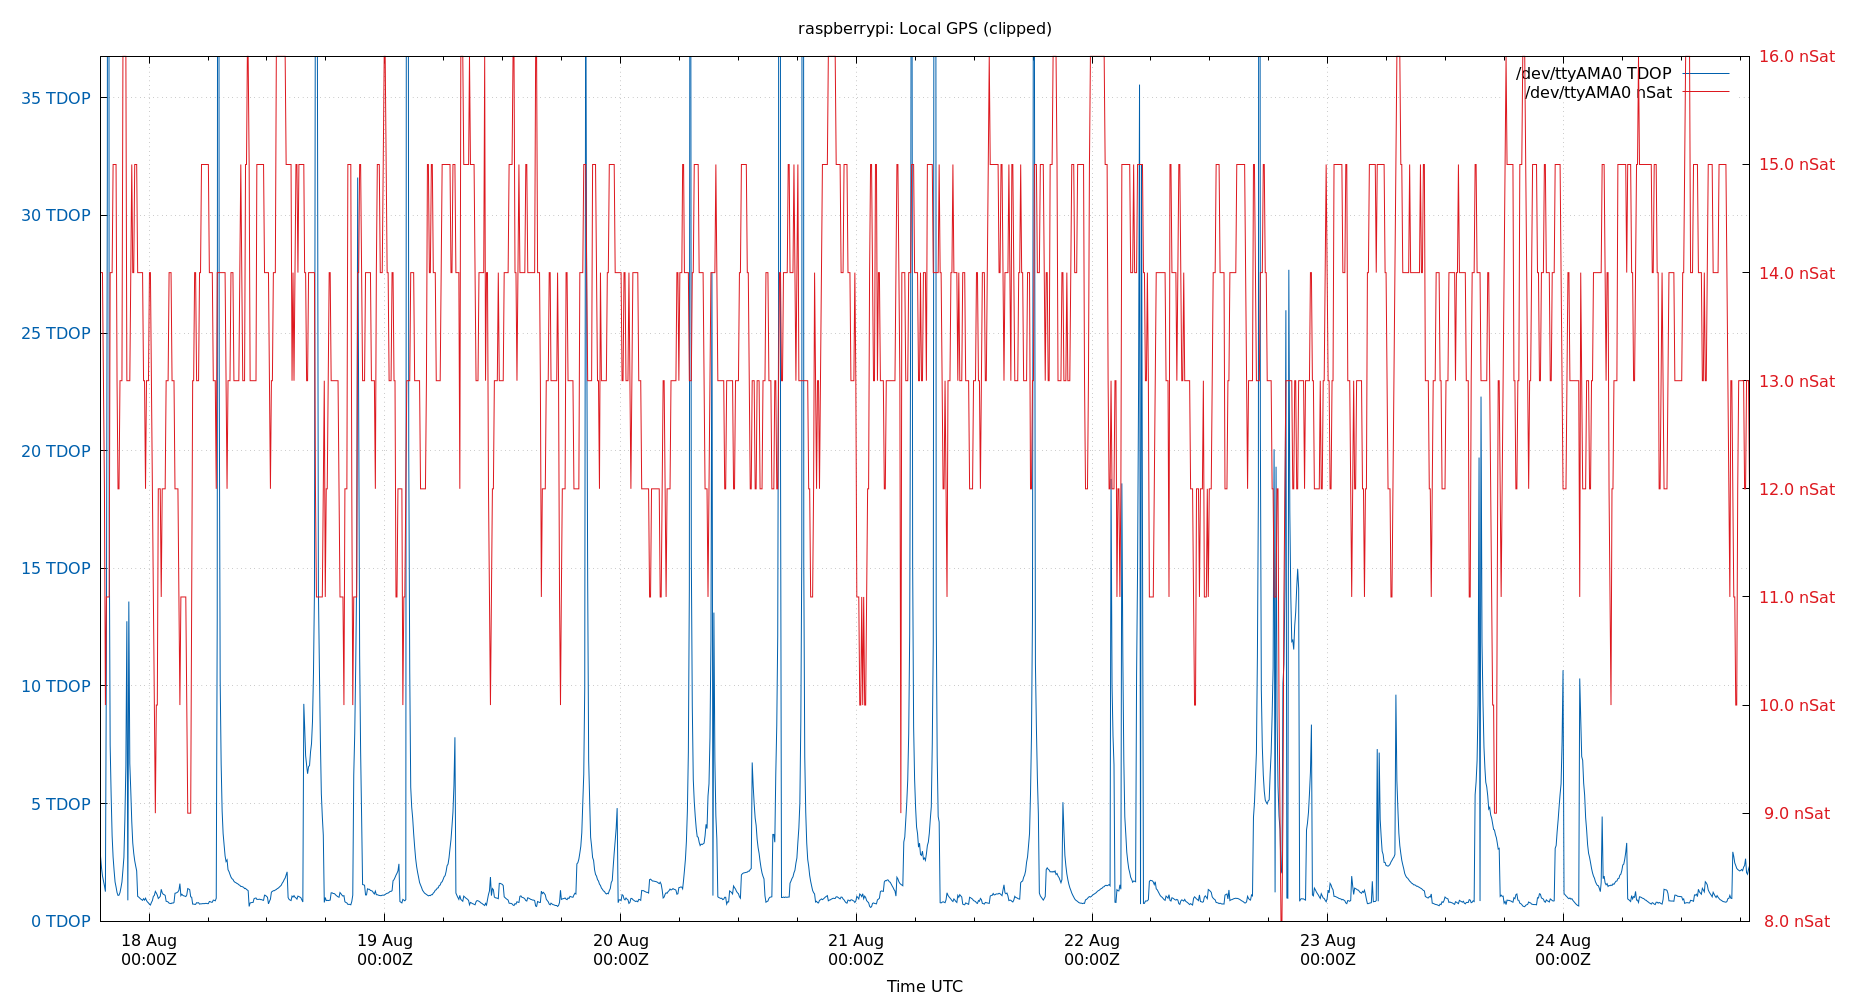 raspberrypi: Local GPS (clipped)
/dev/ttyAMA0 TDOP
/dev/ttyAMA0 nSat
35 TDOP
30 TDOP
25 TDOP
20 TDOP
15 TDOP
10 TDOP
5 TDOP
0 TDOP
16.0 nSat
15.0 nSat
14.0 nSat
13.0 nSat
12.0 nSat
11.0 nSat
10.0 nSat
9.0 nSat
8.0 nSat
18 Aug
00:00Z
19 Aug
00:00Z
20 Aug
00:00Z
21 Aug
00:00Z
22 Aug
00:00Z
23 Aug
00:00Z
24 Aug
00:00Z
Time UTC